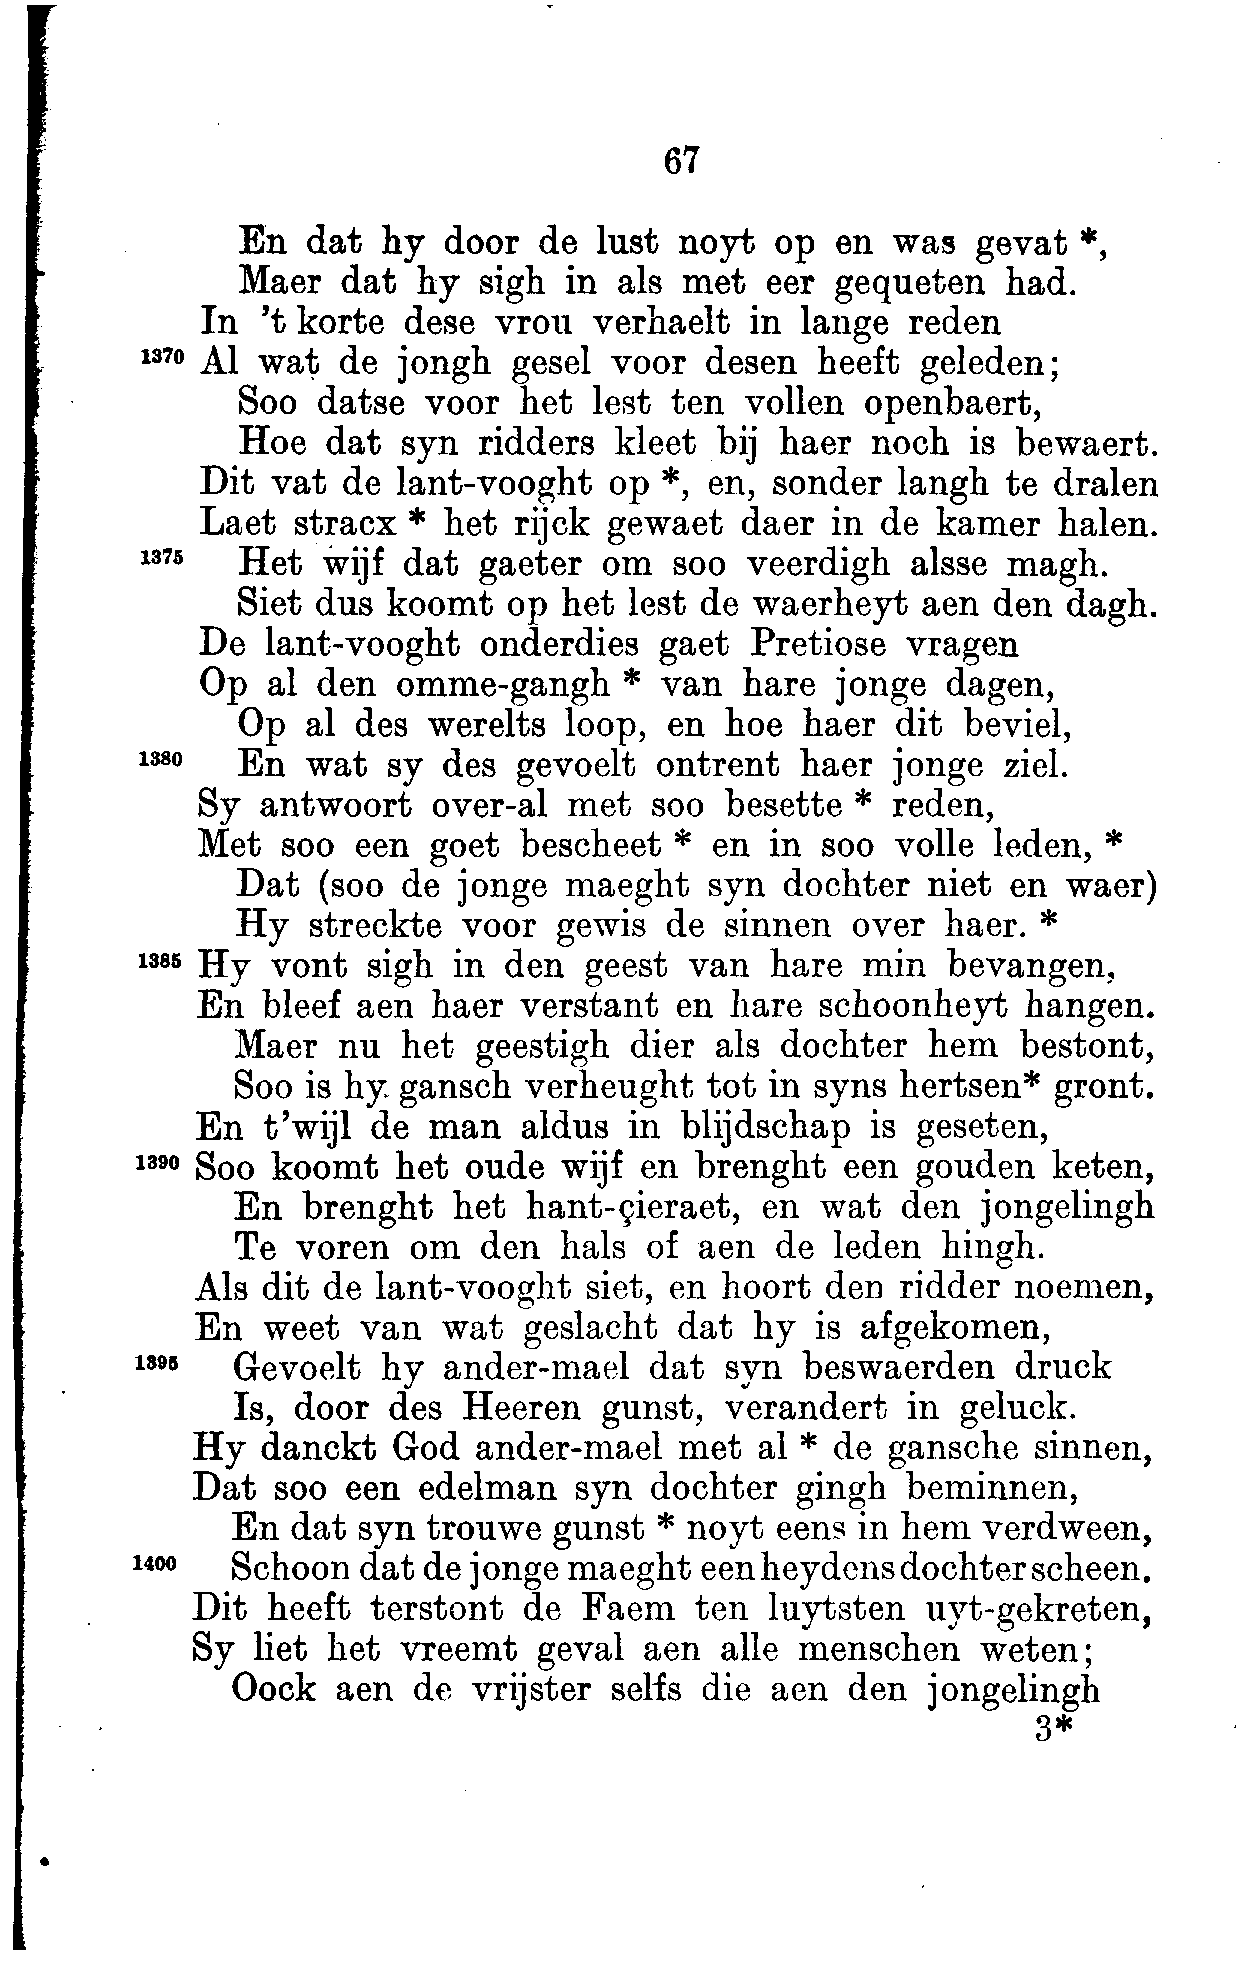 67
En dat hy door de lust noyt op en was gevat *,
Maer dat hy sigh in als met eer gequeten had.
In 't korte dese vrou verhaelt in lange reden
1370 Al wat de jongh gesel voor desen heeft geleden;
Soo datse voor het lest ten vollen openbaert,
Hoe dat syn ridders kleet bij haer noch is bewaert.
Dit vat de lant-vooght op *, en, sonder langh te dralen
Laet stracx * het rijck gewaet daer in de kamer halen.
1375 Het wijf dat gaeter om soo veerdigh alsse magh.
Siet dus koomt op het lest de waerheyt aen den dagh.
De lant-vooght onderdies gaet Pretiose vragen
Op al den omme-gangh * van hare jonge dagen,
Op al des werelts loop, en hoe haer dit beviel,
1380 En wat sy des gevoelt ontrent haer jonge ziel.
Sy antwoort over-al met soo besette * reden,
Met soo een goet bescheet * en in soo volle leden, *
Dat (soo de jonge maeght syn dochter niet en waer)
Hy streckte voor gewis de sinnen over haer. *
1385 Hy vont sigh in den geest van hare min bevangen,
En bleef aen haer verstant en hare schoonheyt hangen.
Maer nu het geestigh dier als dochter hem bestont,
Soo is hy gansch verheught tot in syns hertsen* gront.
En t'wijl de man aldus in blijdschap is geseten,
1390 Soo koomt het oude wijf en brenght een gouden keten,
En brenght het hant-çieraet, en wat den jongelingh
Te voren om den hals of aen de leden hingh.
Als dit de lant-vooght siet, en hoort den ridder noemen,
En weet van wat geslacht dat hy is afgekomen,
1395 Gevoelt hy ander-mael dat syn beswaerden druck
Is, door des Heeren gunst, verandert in geluck.
Hy danckt God ander-mael met al * de gansche sinnen,
Dat soo een edelman syn dochter gingh beminnen,
En dat syn trouwe gunst * noyt eens in hem verdween,
1400 Schoon dat de jonge maeght een heydens dochter scheen.
Dit heeft terstont de Faem ten luytsten uyt-gekreten,
Sy liet het vreemt geval aen alle menschen weten;
Oock aen de vrijster selfs die aen den jongelingh
3*